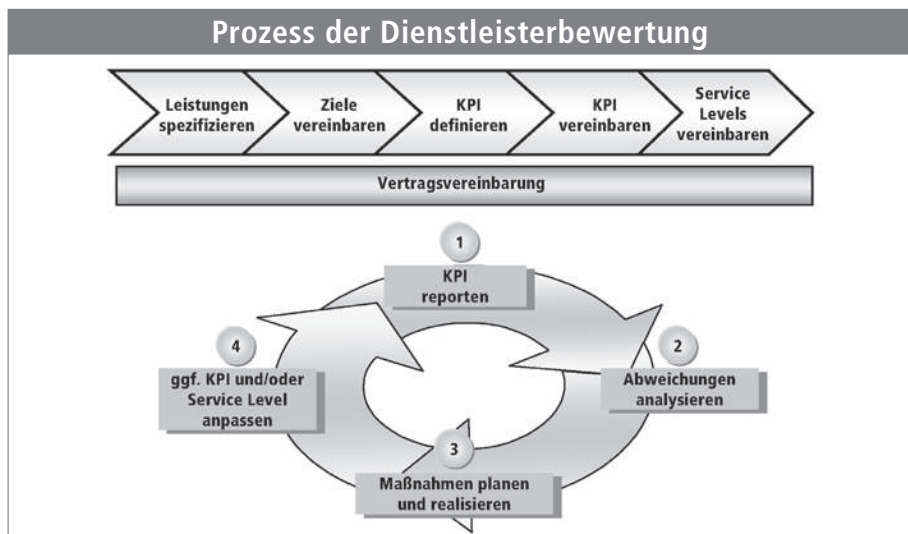 Prozess der Dienstleisterbewertung
Leistungen
spezifizieren
Ziele
vereinbaren
KPI
definieren
KPI
vereinbaren
Service
Levels
vereinbaren
Vertragsvereinbarung
1
KPI
reporten
2
Abweichungen
analysieren
3
Maßnahmen planen
und realisieren
4
ggf. KPI und/oder
Service Level
anpassen